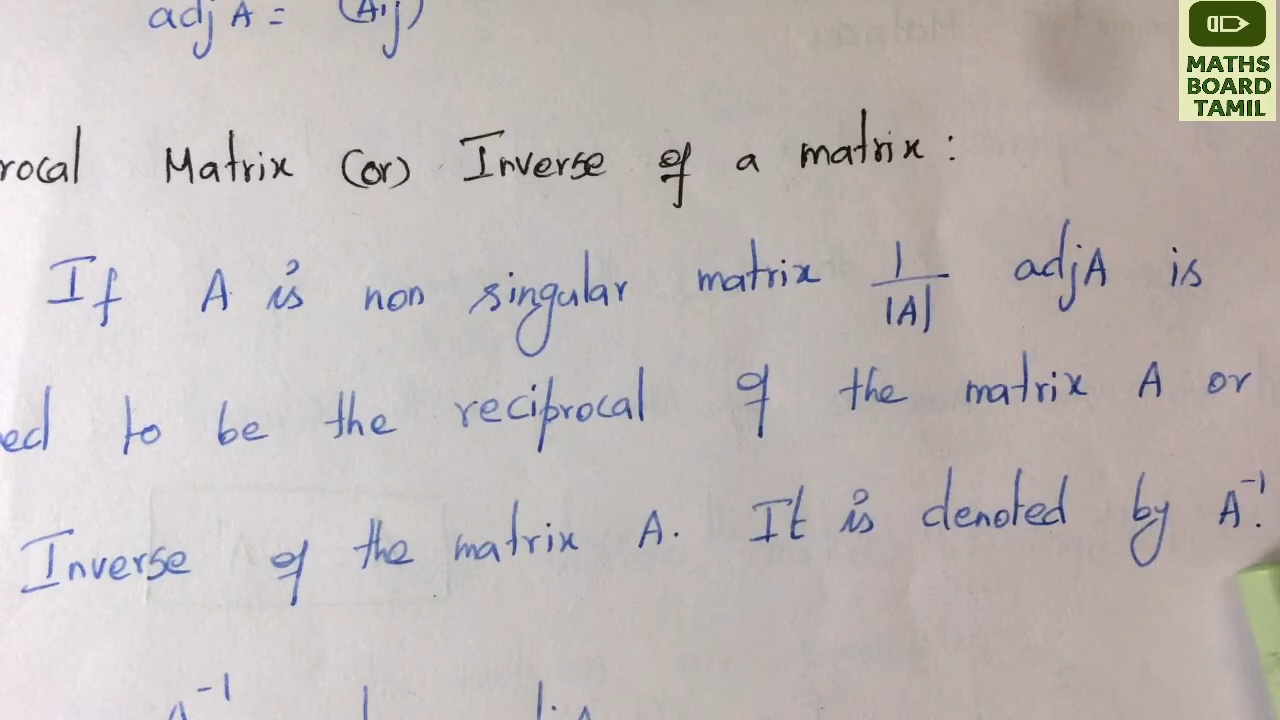 adj A = (Aij)
rocal Matrix (or) Inverse of a matrix :
If A is non singular matrix 1/|A| adjA is
ed to be the reciprocal of the matrix A or
Inverse of the matrix A. It is denoted by A⁻¹.
A⁻¹
MATHS
BOARD
TAMIL